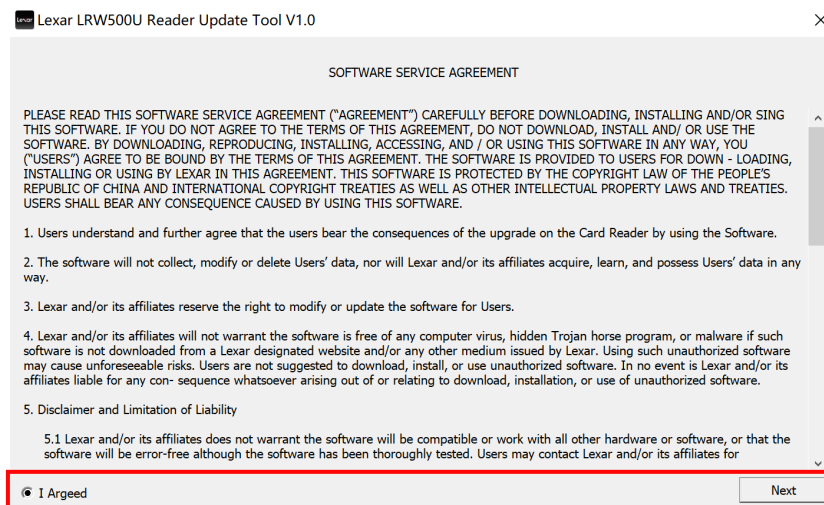 Lexar Lexar LRW500U Reader Update Tool V1.0
SOFTWARE SERVICE AGREEMENT
PLEASE READ THIS SOFTWARE SERVICE AGREEMENT (“AGREEMENT”) CAREFULLY BEFORE DOWNLOADING, INSTALLING AND/OR SING
THIS SOFTWARE. IF YOU DO NOT AGREE TO THE TERMS OF THIS AGREEMENT, DO NOT DOWNLOAD, INSTALL AND/ OR USE THE
SOFTWARE. BY DOWNLOADING, REPRODUCING, INSTALLING, ACCESSING, AND / OR USING THIS SOFTWARE IN ANY WAY, YOU
(“USERS”) AGREE TO BE BOUND BY THE TERMS OF THIS AGREEMENT. THE SOFTWARE IS PROVIDED TO USERS FOR DOWN - LOADING,
INSTALLING OR USING BY LEXAR IN THIS AGREEMENT. THIS SOFTWARE IS PROTECTED BY THE COPYRIGHT LAW OF THE PEOPLE’S
REPUBLIC OF CHINA AND INTERNATIONAL COPYRIGHT TREATIES AS WELL AS OTHER INTELLECTUAL PROPERTY LAWS AND TREATIES.
USERS SHALL BEAR ANY CONSEQUENCE CAUSED BY USING THIS SOFTWARE.
1. Users understand and further agree that the users bear the consequences of the upgrade on the Card Reader by using the Software.
2. The software will not collect, modify or delete Users’ data, nor will Lexar and/or its affiliates acquire, learn, and possess Users’ data in any
way.
3. Lexar and/or its affiliates reserve the right to modify or update the software for Users.
4. Lexar and/or its affiliates will not warrant the software is free of any computer virus, hidden Trojan horse program, or malware if such
software is not downloaded from a Lexar designated website and/or any other medium issued by Lexar. Using such unauthorized software
may cause unforeseeable risks. Users are not suggested to download, install, or use unauthorized software. In no event is Lexar and/or its
affiliates liable for any con- sequence whatsoever arising out of or relating to download, installation, or use of unauthorized software.
5. Disclaimer and Limitation of Liability
5.1 Lexar and/or its affiliates does not warrant the software will be compatible or work with all other hardware or software, or that the
software will be error-free although the software has been thoroughly tested. Users may contact Lexar and/or its affiliates for
I Argeed
Next